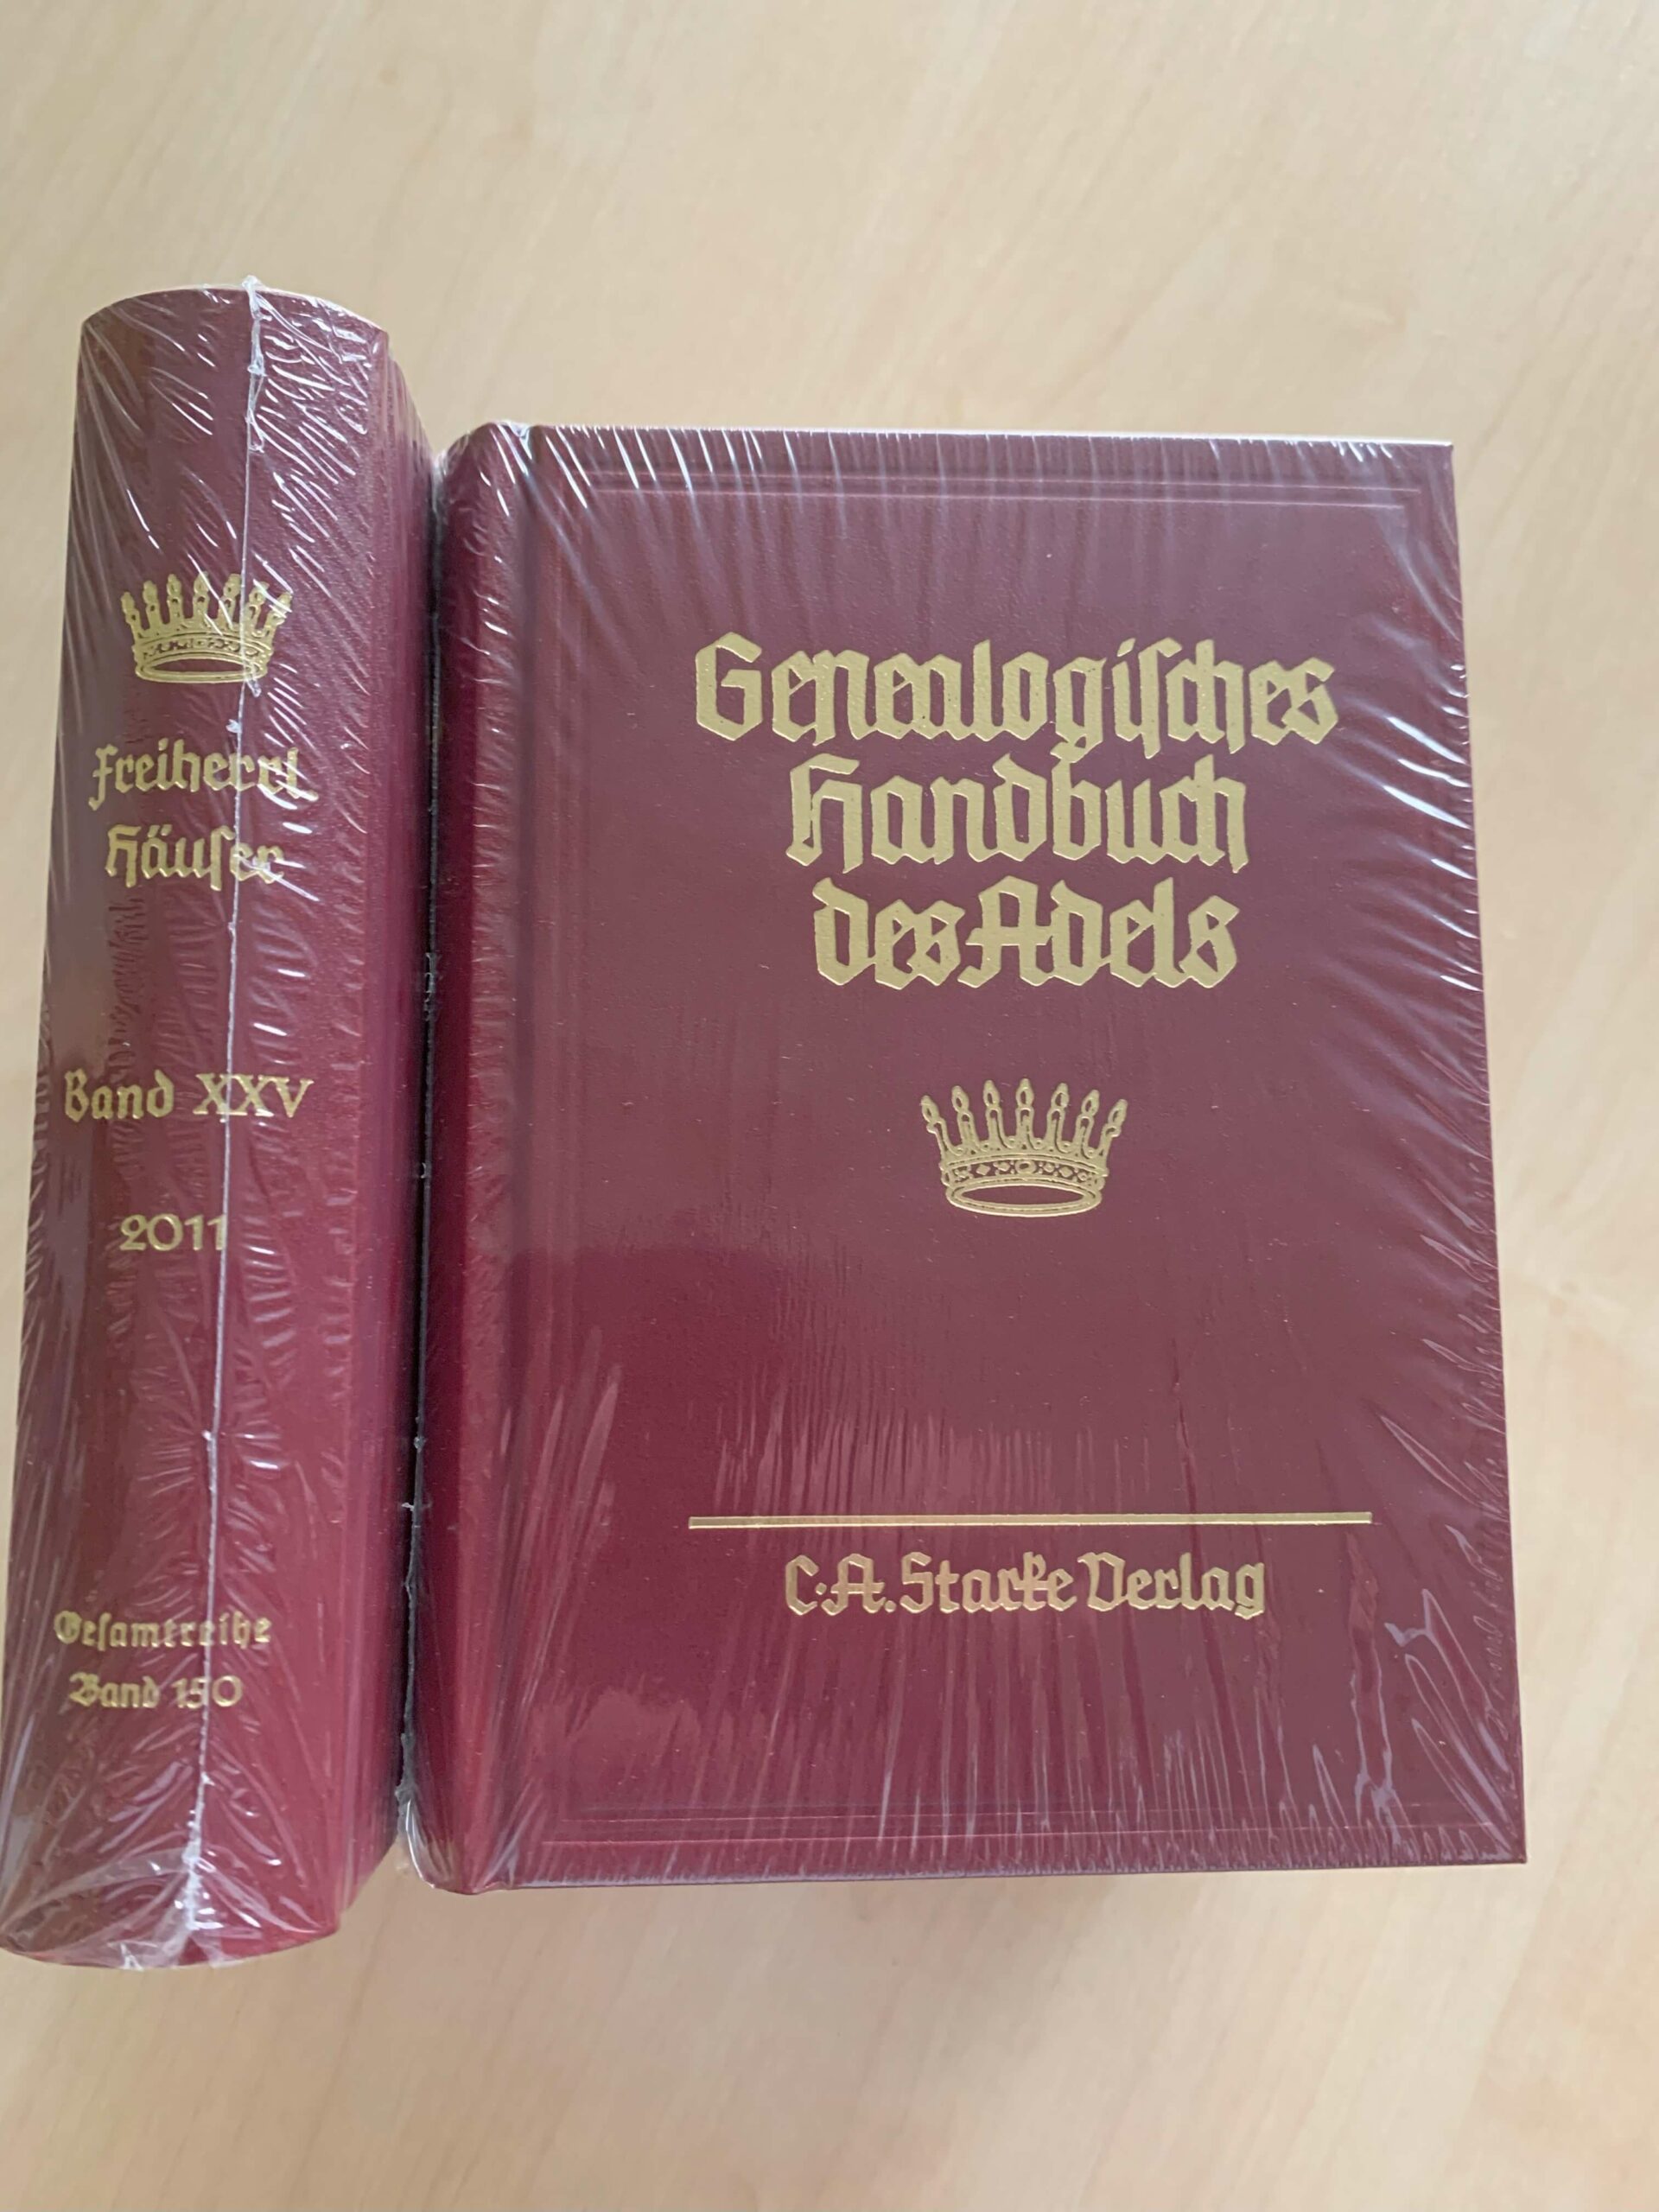 Freiherrl
Häuſer
Band XXV
2011
Geſamtreihe
Band 150
Genealogiſches
Handbuch
des Adels
C.A. Starke Verlag